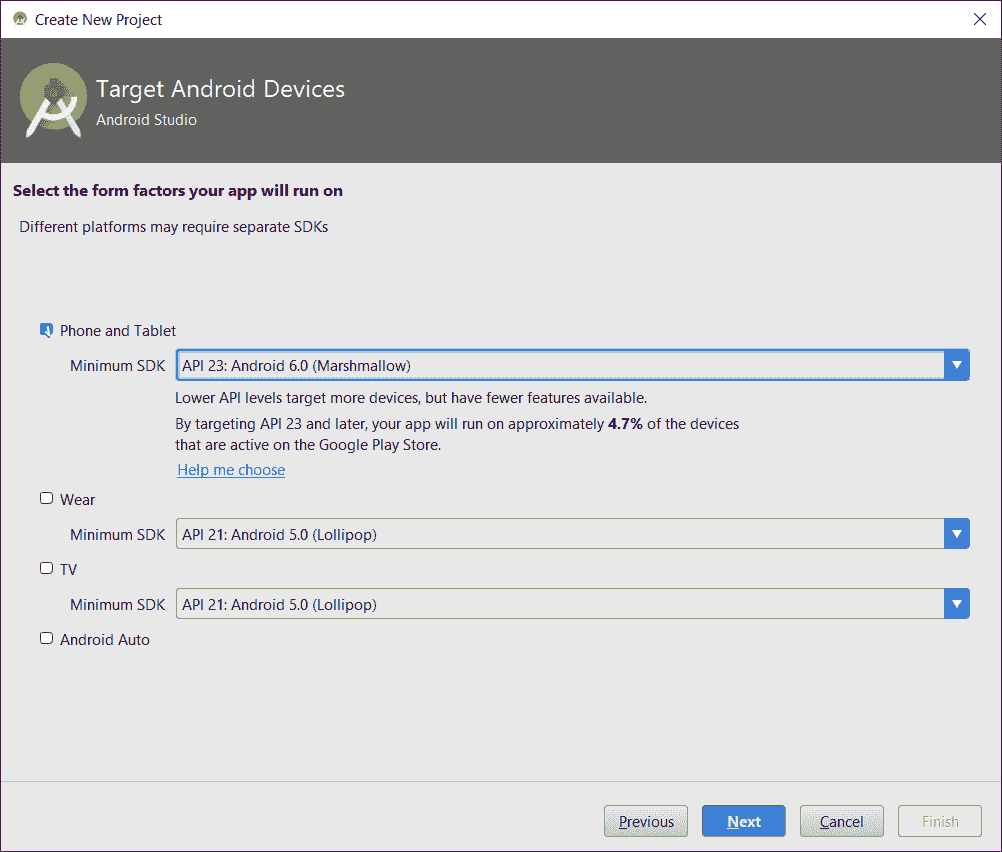 Create New Project
Target Android Devices
Android Studio
Select the form factors your app will run on
Different platforms may require separate SDKs
Phone and Tablet
Minimum SDK API 23: Android 6.0 (Marshmallow)
Lower API levels target more devices, but have fewer features available.
By targeting API 23 and later, your app will run on approximately 4.7% of the devices
that are active on the Google Play Store.
Help me choose
Wear
Minimum SDK API 21: Android 5.0 (Lollipop)
TV
Minimum SDK API 21: Android 5.0 (Lollipop)
Android Auto
Previous Next Cancel Finish